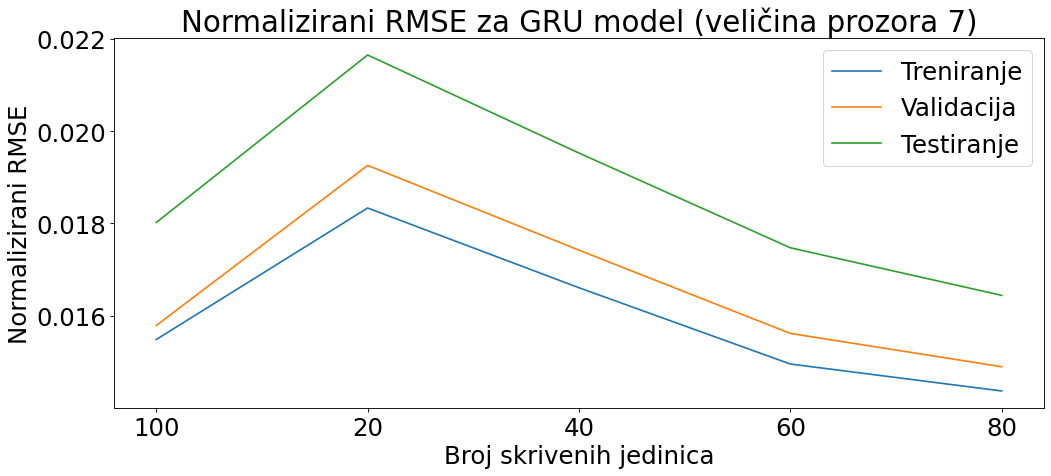 Normalizirani RMSE za GRU model (veličina prozora 7)
Normalizirani RMSE
0.022
0.020
0.018
0.016
Treniranje
Validacija
Testiranje
100 20 40 60 80
Broj skrivenih jedinica